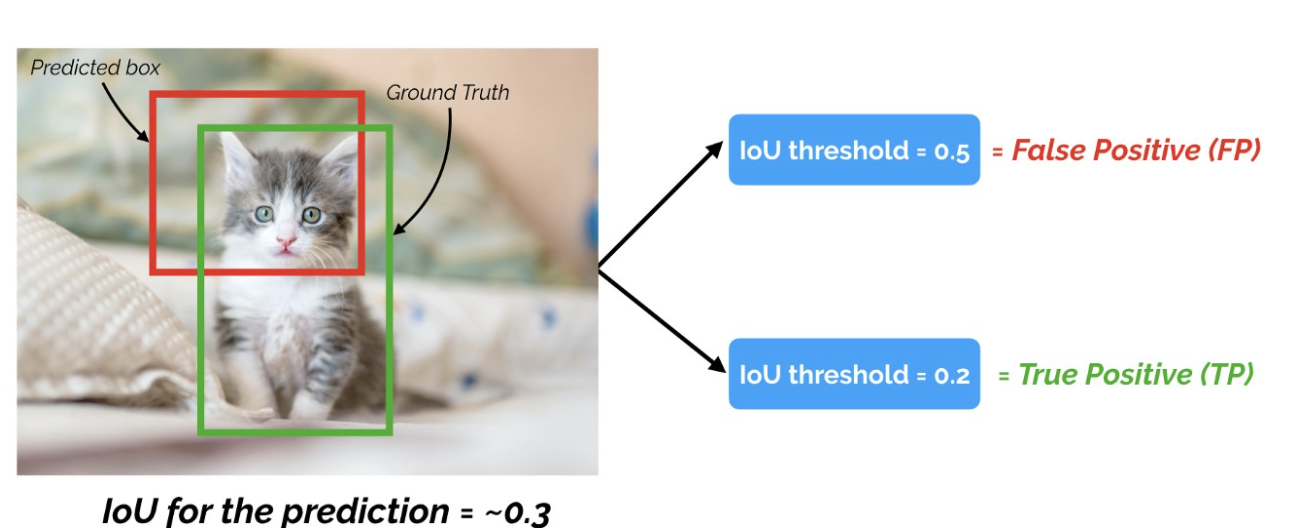 Predicted box
Ground Truth
IoU threshold = 0.5 = False Positive (FP)
IoU threshold = 0.2 = True Positive (TP)
IoU for the prediction = ~0.3